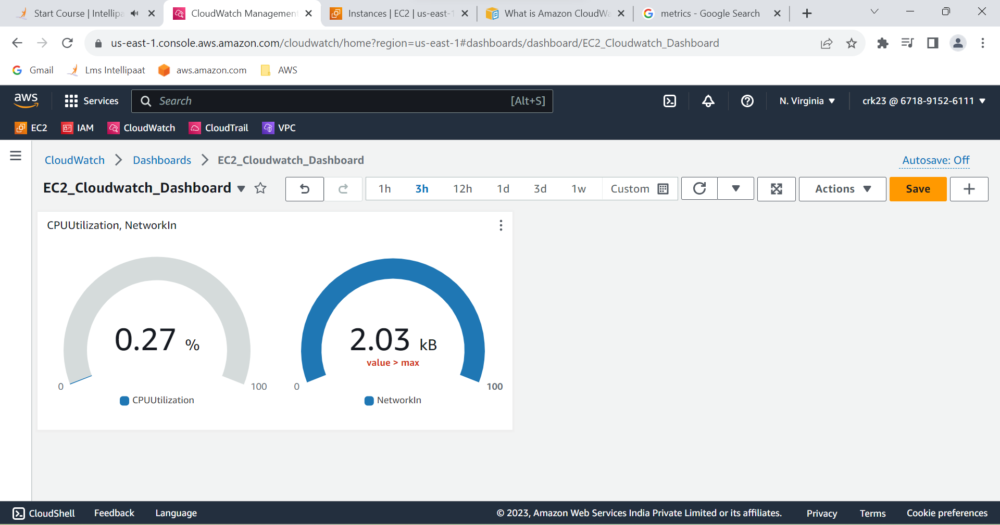 Start Course | Intellipa
CloudWatch Management
Instances | EC2 | us-east-1
What is Amazon CloudWa
metrics - Google Search
us-east-1.console.aws.amazon.com/cloudwatch/home?region=us-east-1#dashboards/dashboard/EC2_Cloudwatch_Dashboard
Gmail
Lms Intellipaat
aws.amazon.com
AWS
aws
Services
Search
[Alt+S]
N. Virginia
crk23 @ 6718-9152-6111
EC2
IAM
CloudWatch
CloudTrail
VPC
CloudWatch
Dashboards
EC2_Cloudwatch_Dashboard
Autosave: Off
EC2_Cloudwatch_Dashboard
1h
3h
12h
1d
3d
1w
Custom
Actions
Save
CPUUtilization, NetworkIn
0.27 %
0
100
CPUUtilization
2.03 kB
value > max
0
100
NetworkIn
CloudShell
Feedback
Language
© 2023, Amazon Web Services India Private Limited or its affiliates.
Privacy
Terms
Cookie preferences